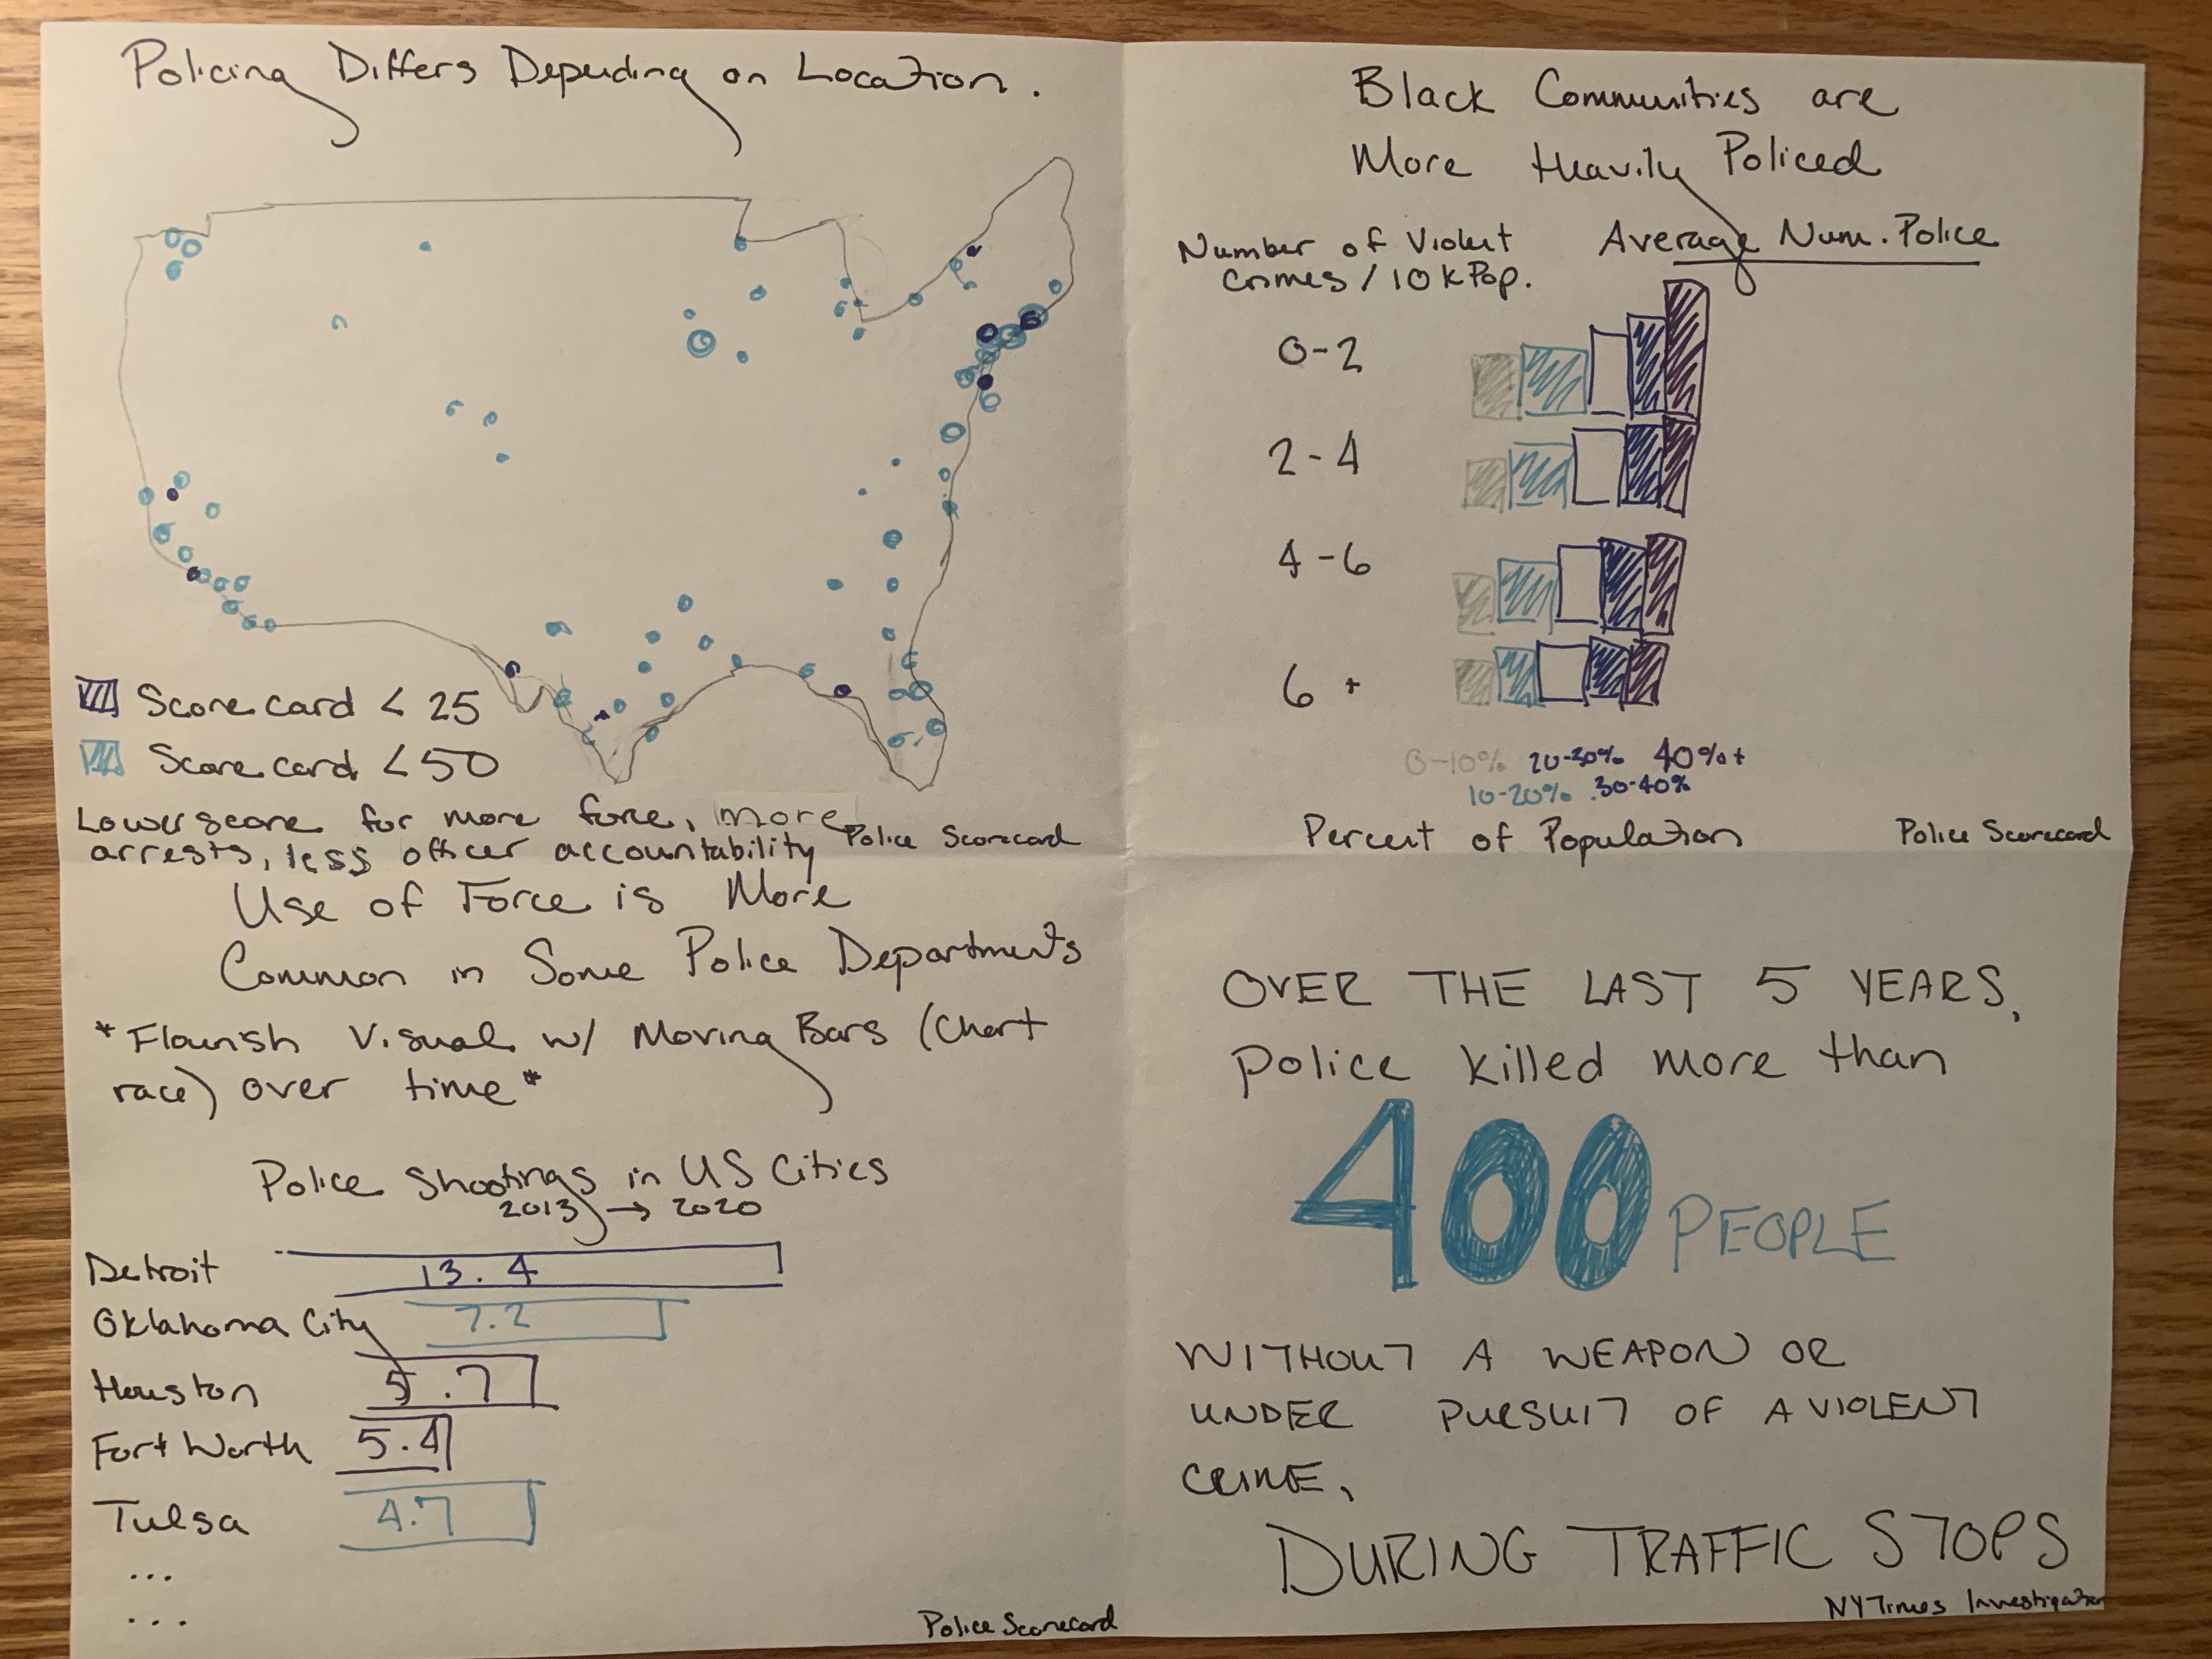 Policing Differs Depending on Location.
Scorecard < 25
Scorecard < 50
Lower score for more force, more
arrests, less officer accountability
Police Scorecard
Black Communities are
More Heavily Policed
Number of Violent
Crimes / 10 k Pop.
Average Num. Police
0-2
2-4
4-6
6 +
0-10% 20-30% 40%+
10-20% 30-40%
Percent of Population
Police Scorecard
Use of Force is More
Common in Some Police Departments
*Flourish Visual w/ Moving Bars (Chart
race) over time*
Police Shootings in US Cities
2013 → 2020
Detroit 13.4
Oklahoma City 7.2
Houston 5.7
Fort Worth 5.4
Tulsa 4.7
...
...
Police Scorecard
OVER THE LAST 5 YEARS,
police killed more than
400 PEOPLE
WITHOUT A WEAPON OR
UNDER PURSUIT OF A VIOLENT
CRIME,
DURING TRAFFIC STOPS
NYTimes Investigation